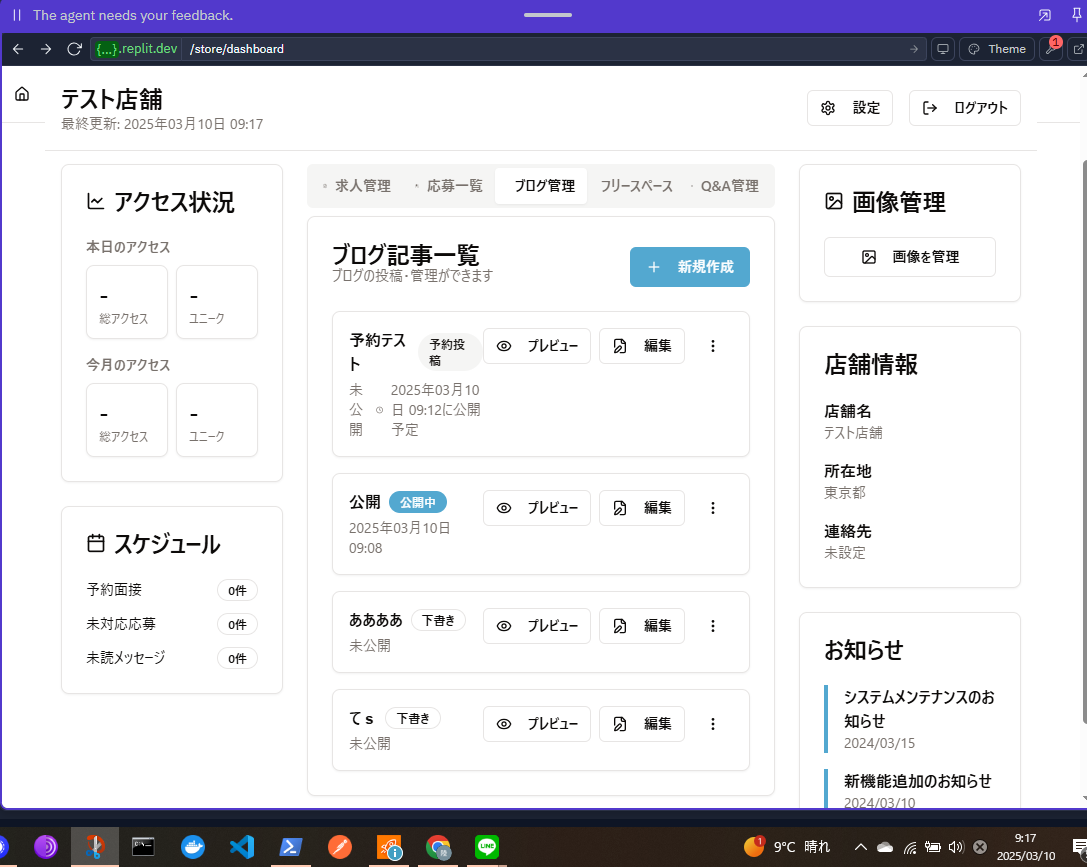 The agent needs your feedback.
{...}.replit.dev /store/dashboard
Theme
1
テスト店舗
最終更新: 2025年03月10日 09:17
設定
ログアウト
アクセス状況
本日のアクセス
-
総アクセス
-
ユニーク
今月のアクセス
-
総アクセス
-
ユニーク
スケジュール
予約面接
0件
未対応応募
0件
未読メッセージ
0件
求人管理
応募一覧
ブログ管理
フリースペース
Q&A管理
ブログ記事一覧
ブログの投稿・管理ができます
+ 新規作成
予約テス
ト
予約投
稿
プレビュー
編集
未
公
開
2025年03月10
日 09:12に公開
予定
公開
公開中
プレビュー
編集
2025年03月10日
09:08
ああああ
下書き
プレビュー
編集
未公開
てｓ
下書き
プレビュー
編集
未公開
画像管理
画像を管理
店舗情報
店舗名
テスト店舗
所在地
東京都
連絡先
未設定
お知らせ
システムメンテナンスのお
知らせ
2024/03/15
新機能追加のお知らせ
2024/03/10
LINE
1
9°C 晴れ
9:17
2025/03/10